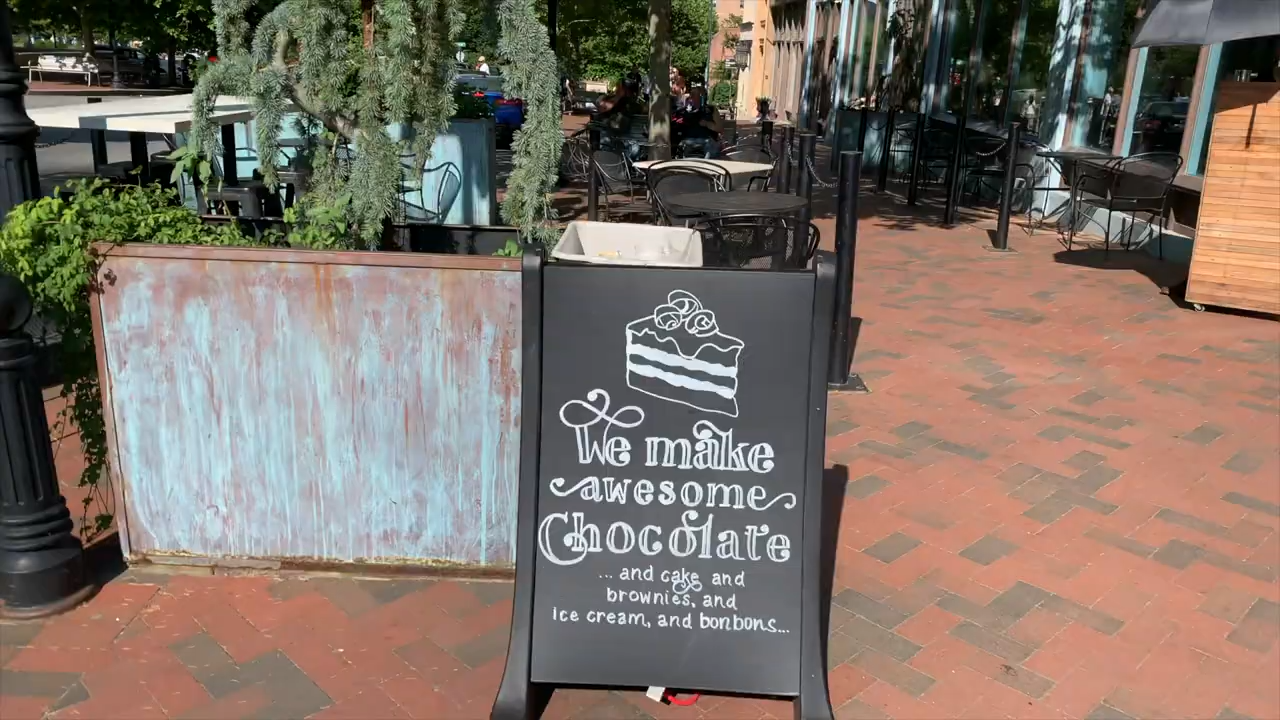 We make
awesome
Chocolate
... and cake and
brownies, and
ice cream, and bonbons...